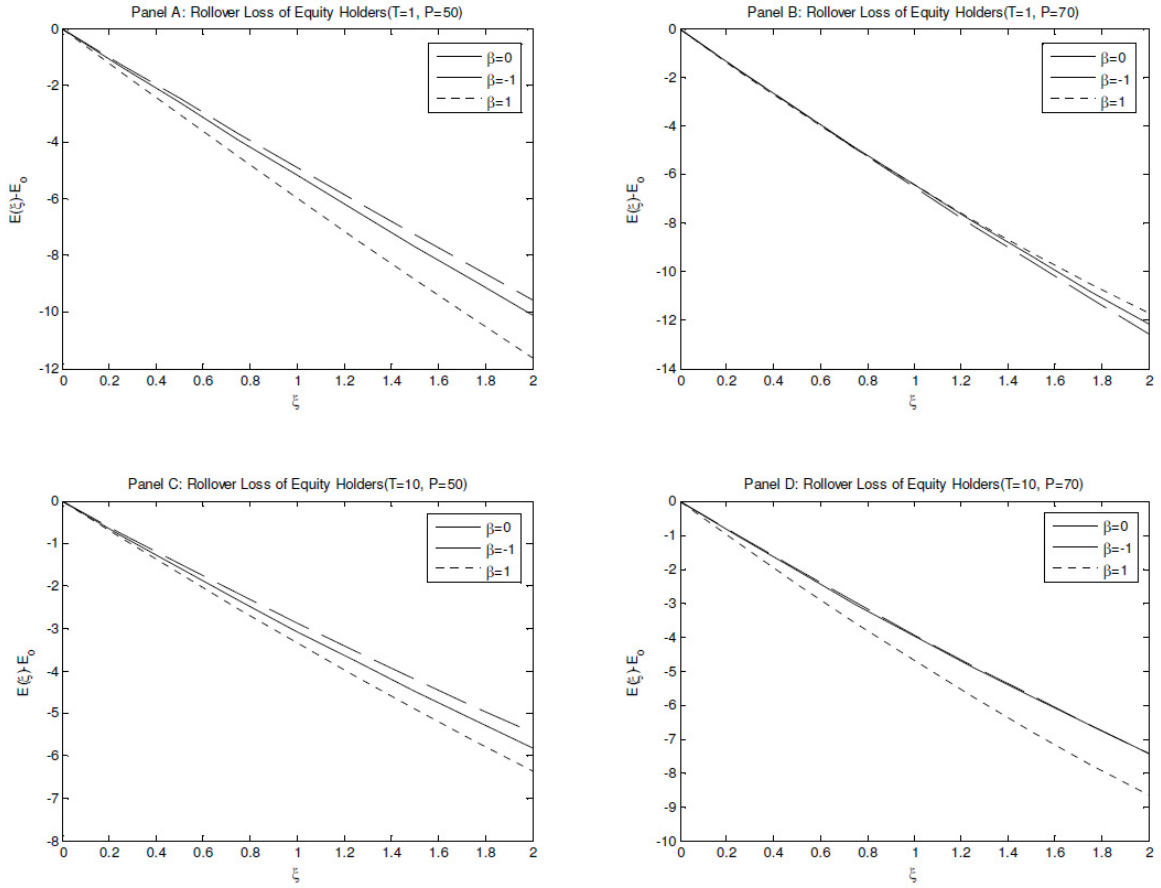 Panel A: Rollover Loss of Equity Holders(T=1, P=50)
0
-2
-4
-6
-8
-10
-12
E(ξ)-E₀
β=0
β=-1
β=1
0 0.2 0.4 0.6 0.8 1 1.2 1.4 1.6 1.8 2
ξ
Panel B: Rollover Loss of Equity Holders(T=1, P=70)
0
-2
-4
-6
-8
-10
-12
-14
E(ξ)-E₀
β=0
β=-1
β=1
0 0.2 0.4 0.6 0.8 1 1.2 1.4 1.6 1.8 2
ξ
Panel C: Rollover Loss of Equity Holders(T=10, P=50)
0
-1
-2
-3
-4
-5
-6
-7
-8
E(ξ)-E₀
β=0
β=-1
β=1
0 0.2 0.4 0.6 0.8 1 1.2 1.4 1.6 1.8 2
ξ
Panel D: Rollover Loss of Equity Holders(T=10, P=70)
0
-1
-2
-3
-4
-5
-6
-7
-8
-9
-10
E(ξ)-E₀
β=0
β=-1
β=1
0 0.2 0.4 0.6 0.8 1 1.2 1.4 1.6 1.8 2
ξ